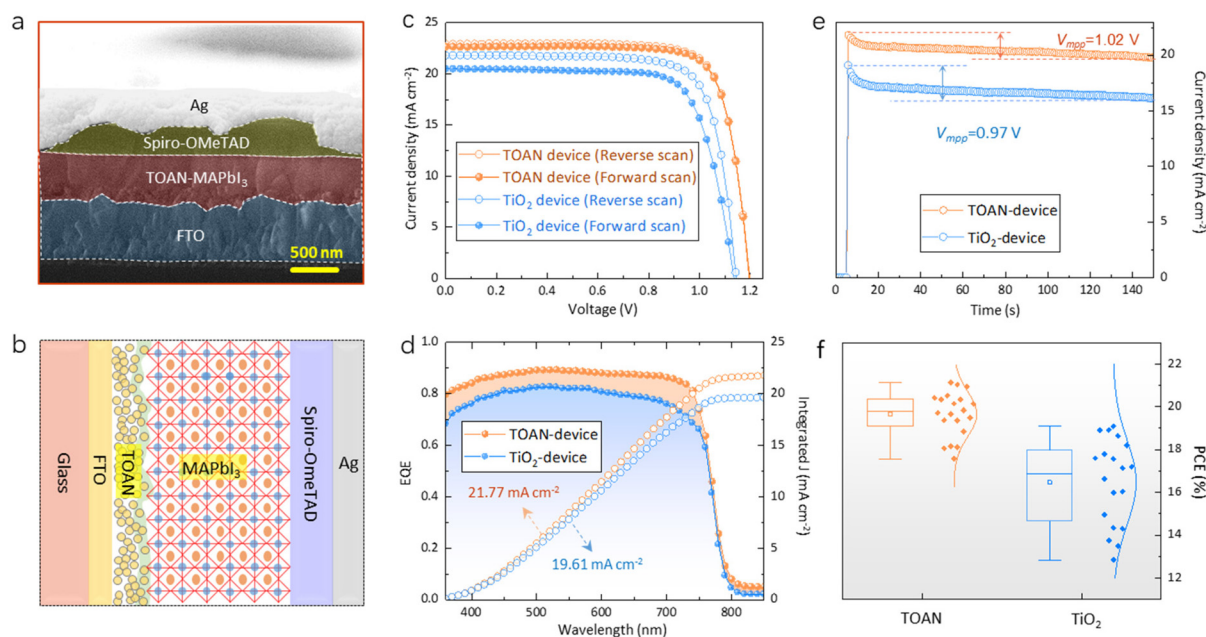 a
Ag
Spiro-OMeTAD
TOAN-MAPbI₃
FTO
500 nm
b
Glass
FTO
TOAN
MAPbI₃
Spiro-OmeTAD
Ag
c
Current density (mA cm⁻²)
25
20
15
10
5
0
TOAN device (Reverse scan)
TOAN device (Forward scan)
TiO₂ device (Reverse scan)
TiO₂ device (Forward scan)
0.0 0.2 0.4 0.6 0.8 1.0 1.2
Voltage (V)
d
EQE
1.0
0.8
0.6
0.4
0.2
0.0
TOAN-device
TiO₂-device
21.77 mA cm⁻²
19.61 mA cm⁻²
25
20
15
10
5
0
Integrated J (mA cm⁻²)
400 500 600 700 800
Wavelength (nm)
e
Vmpp=1.02 V
Vmpp=0.97 V
TOAN-device
TiO₂-device
20
15
10
5
0
Current density (mA cm⁻²)
0 20 40 60 80 100 120 140
Time (s)
f
22
20
18
16
14
12
11
PCE (%)
TOAN
TiO₂